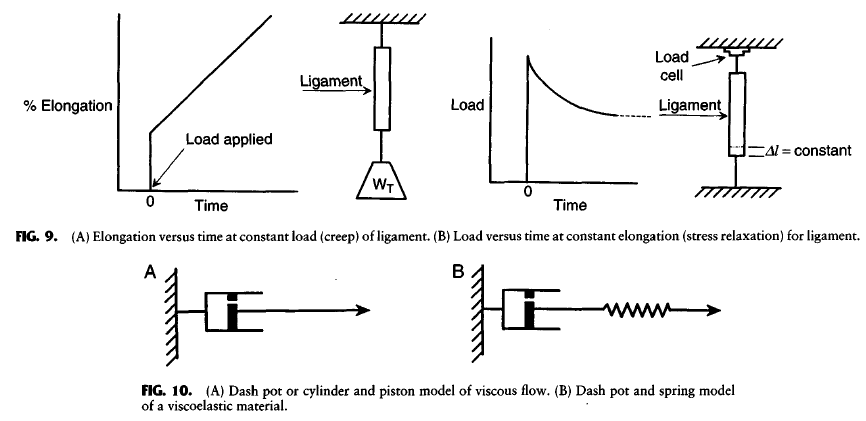 % Elongation
Load applied
0
Time
Ligament
WT
Load
0
Time
Load
cell
Ligament
Δl = constant
FIG. 9. (A) Elongation versus time at constant load (creep) of ligament. (B) Load versus time at constant elongation (stress relaxation) for ligament.
A
B
FIG. 10. (A) Dash pot or cylinder and piston model of viscous flow. (B) Dash pot and spring model
of a viscoelastic material.